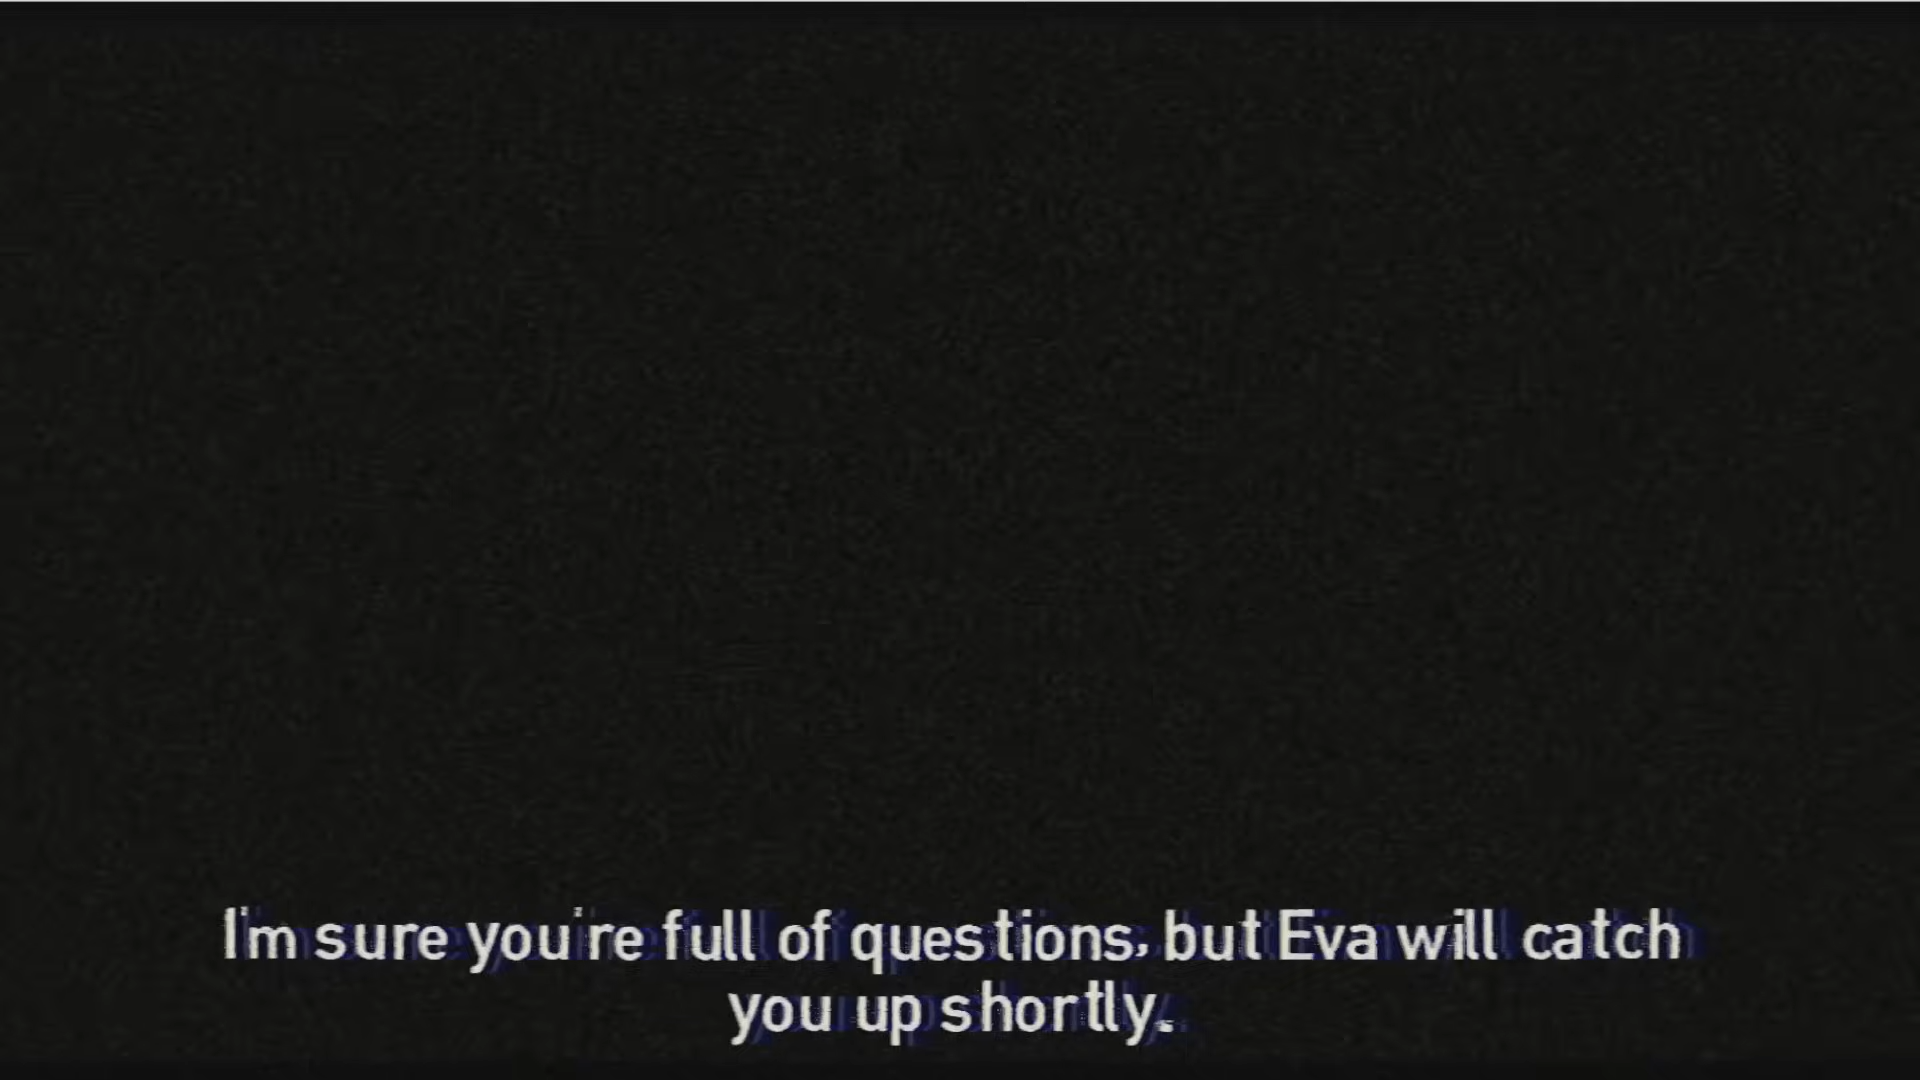 I'm sure you're full of questions, but Eva will catch
you up shortly.